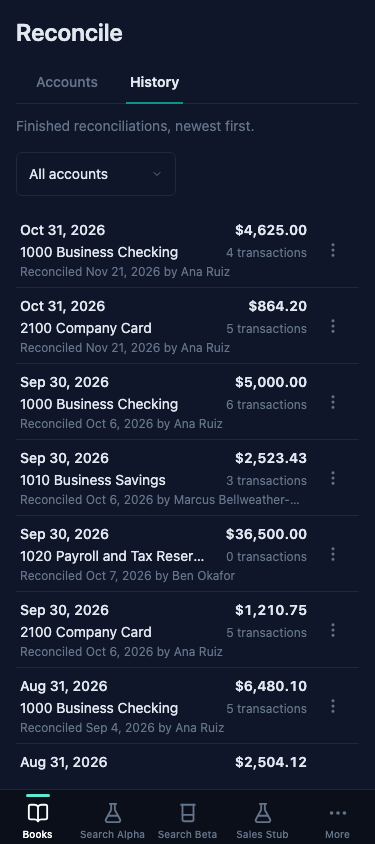 Reconcile
Accounts History
Finished reconciliations, newest first.
All accounts
Oct 31, 2026 $4,625.00
1000 Business Checking 4 transactions
Reconciled Nov 21, 2026 by Ana Ruiz
Oct 31, 2026 $864.20
2100 Company Card 5 transactions
Reconciled Nov 21, 2026 by Ana Ruiz
Sep 30, 2026 $5,000.00
1000 Business Checking 6 transactions
Reconciled Oct 6, 2026 by Ana Ruiz
Sep 30, 2026 $2,523.43
1010 Business Savings 3 transactions
Reconciled Oct 6, 2026 by Marcus Bellweather-...
Sep 30, 2026 $36,500.00
1020 Payroll and Tax Reser... 0 transactions
Reconciled Oct 7, 2026 by Ben Okafor
Sep 30, 2026 $1,210.75
2100 Company Card 5 transactions
Reconciled Oct 6, 2026 by Ana Ruiz
Aug 31, 2026 $6,480.10
1000 Business Checking 5 transactions
Reconciled Sep 4, 2026 by Ana Ruiz
Aug 31, 2026 $2,504.12
Books Search Alpha Search Beta Sales Stub More